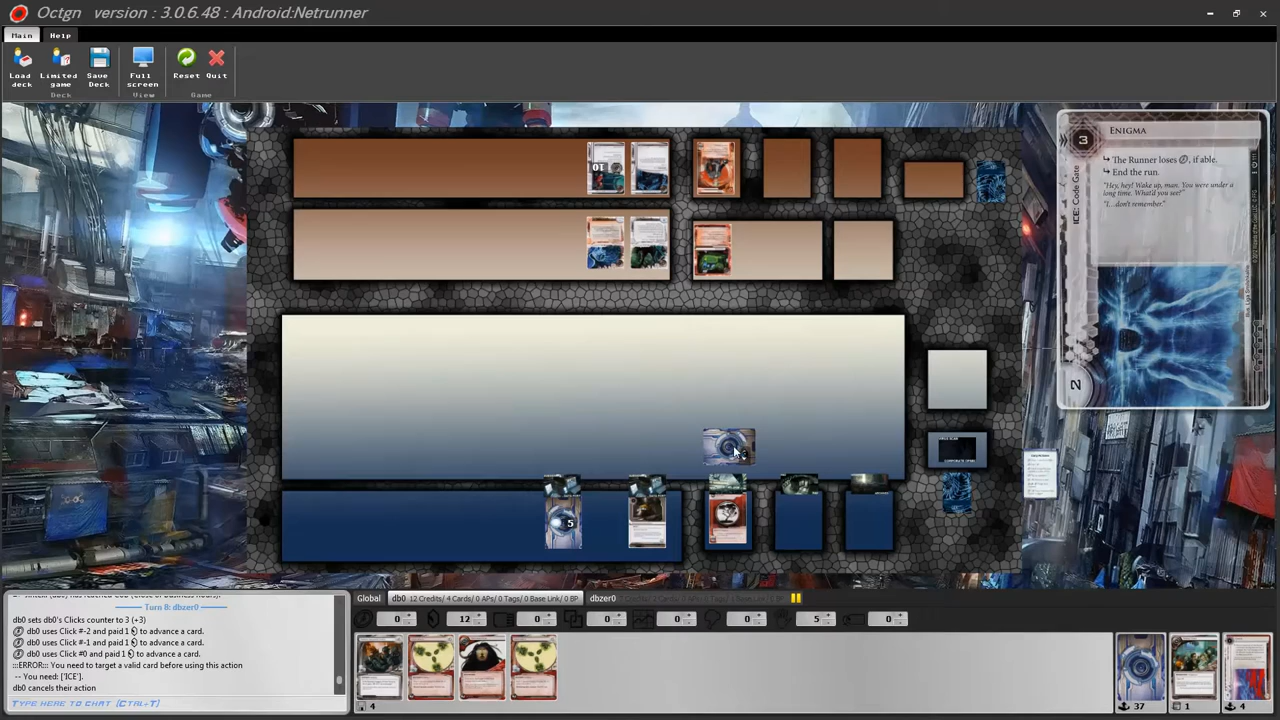 Octgn version : 3.0.6.48 : Android:Netrunner
Main Help
Load deck
Limited game
Save Deck
Full screen
Reset
Quit
Deck
View
Game
ENIGMA
3
The Runner loses , if able.
End the run.
"Hey, hey! Wake up, man. You were under a
long time. What'd you see?"
"I...don't remember."
ICE: Code Gate
2
10
5
Turn 8: dbzer0
db0 sets db0's Clicks counter to 3 (+3)
db0 uses Click #-2 and paid 1 to advance a card.
db0 uses Click #-1 and paid 1 to advance a card.
db0 uses Click #0 and paid 1 to advance a card.
:::ERROR::: You need to target a valid card before using this
action
-- You need: ['ICE'].
db0 cancels their action
TYPE HERE TO CHAT (CTRL+T)
Global
db0 12 Credits/ 4 Cards/ 0 APs/ 0 Tags/ 0 Base Link/ 0 BP
dbzer0
0 12 0 0 0 0 5 0
4
37
1
4